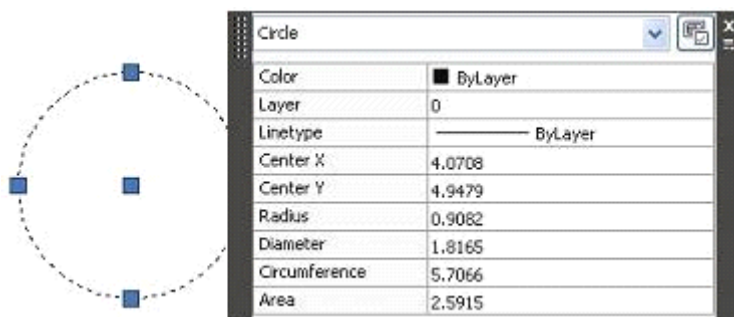 Circle
Color ByLayer
Layer 0
Linetype ByLayer
Center X 4.0708
Center Y 4.9479
Radius 0.9082
Diameter 1.8165
Circumference 5.7066
Area 2.5915